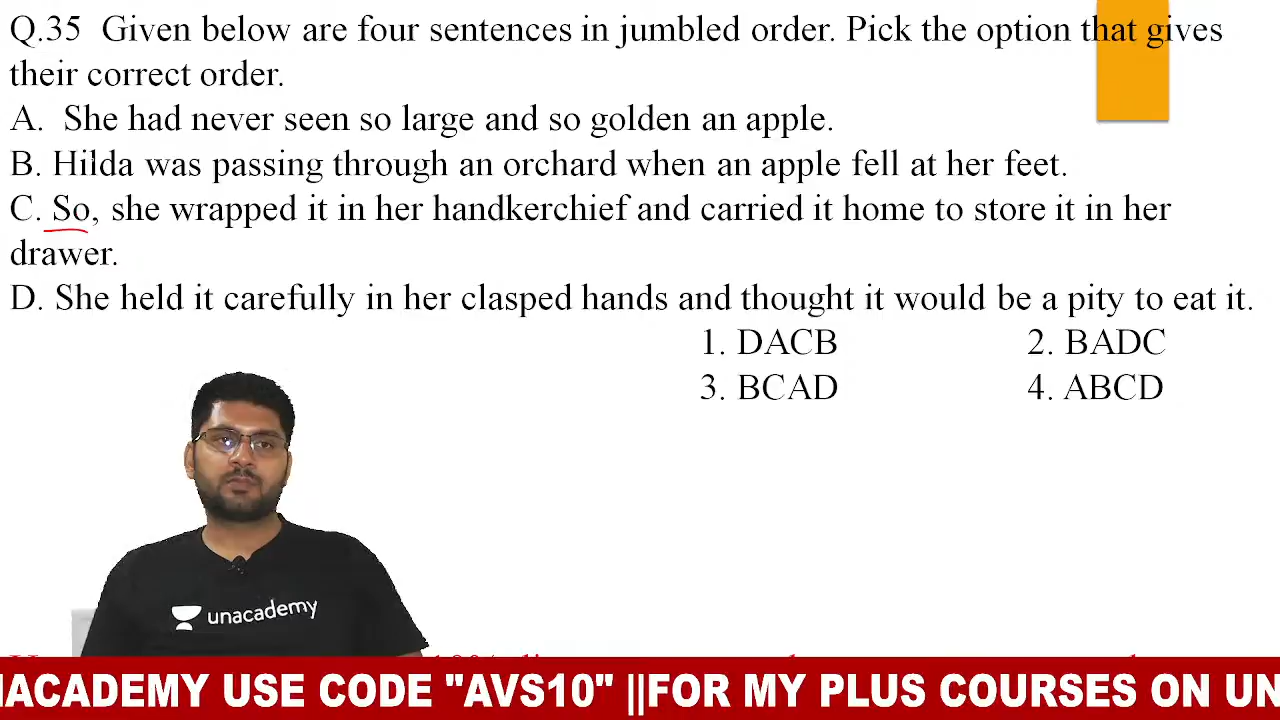 Q.35 Given below are four sentences in jumbled order. Pick the option that gives
their correct order.
A. She had never seen so large and so golden an apple.
B. Hilda was passing through an orchard when an apple fell at her feet.
C. So, she wrapped it in her handkerchief and carried it home to store it in her
drawer.
D. She held it carefully in her clasped hands and thought it would be a pity to eat it.
1. DACB 2. BADC
3. BCAD 4. ABCD
unacademy
NACADEMY USE CODE "AVS10" ||FOR MY PLUS COURSES ON UN